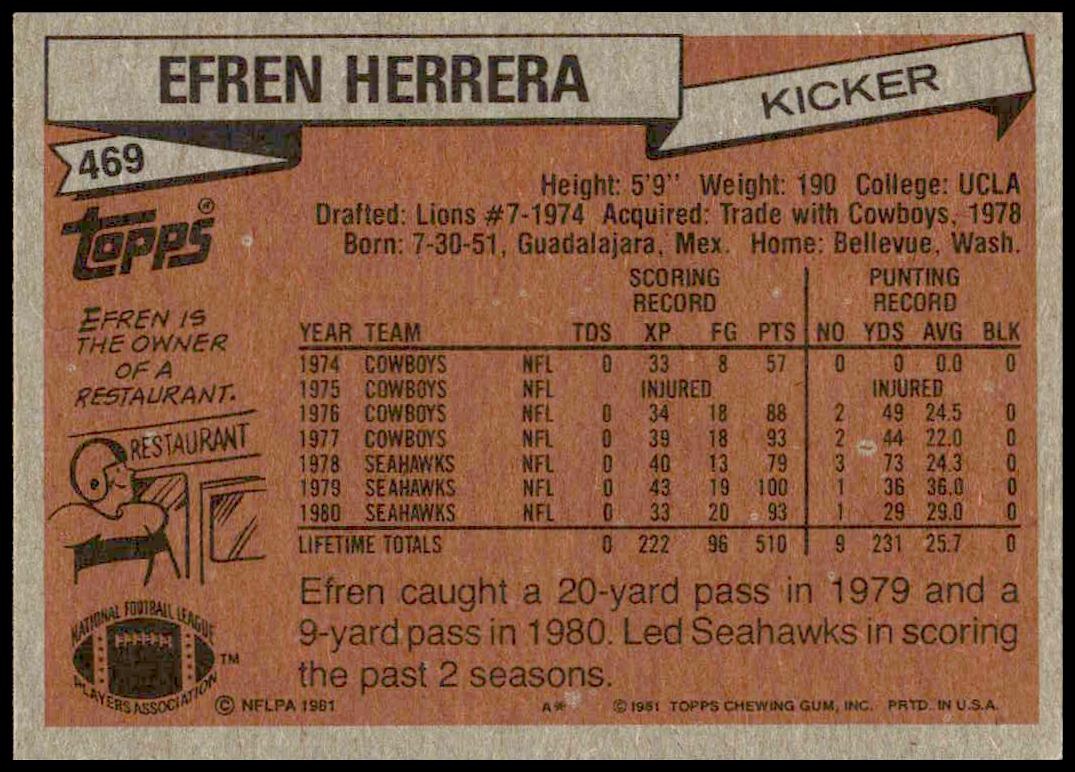 EFREN HERRERA
KICKER
469
Topps®
Height: 5'9" Weight: 190 College: UCLA
Drafted: Lions #7-1974 Acquired: Trade with Cowboys, 1978
Born: 7-30-51, Guadalajara, Mex. Home: Bellevue, Wash.
EFREN IS
THE OWNER
OF A
RESTAURANT.
RESTAURANT
SCORING PUNTING
RECORD RECORD
YEAR TEAM TDS XP FG PTS NO YDS AVG BLK
1974 COWBOYS NFL 0 33 8 57 0 0 0.0 0
1975 COWBOYS NFL INJURED INJURED
1976 COWBOYS NFL 0 34 18 88 2 49 24.5 0
1977 COWBOYS NFL 0 39 18 93 2 44 22.0 0
1978 SEAHAWKS NFL 0 40 13 79 3 73 24.3 0
1979 SEAHAWKS NFL 0 43 19 100 1 36 36.0 0
1980 SEAHAWKS NFL 0 33 20 93 1 29 29.0 0
LIFETIME TOTALS 0 222 96 510 9 231 25.7 0
Efren caught a 20-yard pass in 1979 and a
9-yard pass in 1980. Led Seahawks in scoring
the past 2 seasons.
NATIONAL FOOTBALL LEAGUE
PLAYERS ASSOCIATION
TM
© NFLPA 1981
A* © 1981 TOPPS CHEWING GUM, INC. PRTD. IN U.S.A.